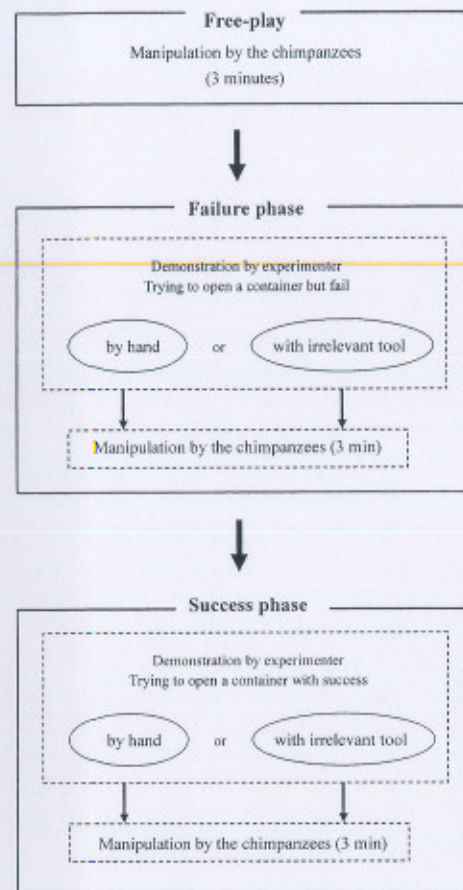 Free-play
Manipulation by the chimpanzees
(3 minutes)
Failure phase
Demonstration by experimenter
Trying to open a container but fail
by hand or with irrelevant tool
Manipulation by the chimpanzees (3 min)
Success phase
Demonstration by experimenter
Trying to open a container with success
by hand or with irrelevant tool
Manipulation by the chimpanzees (3 min)